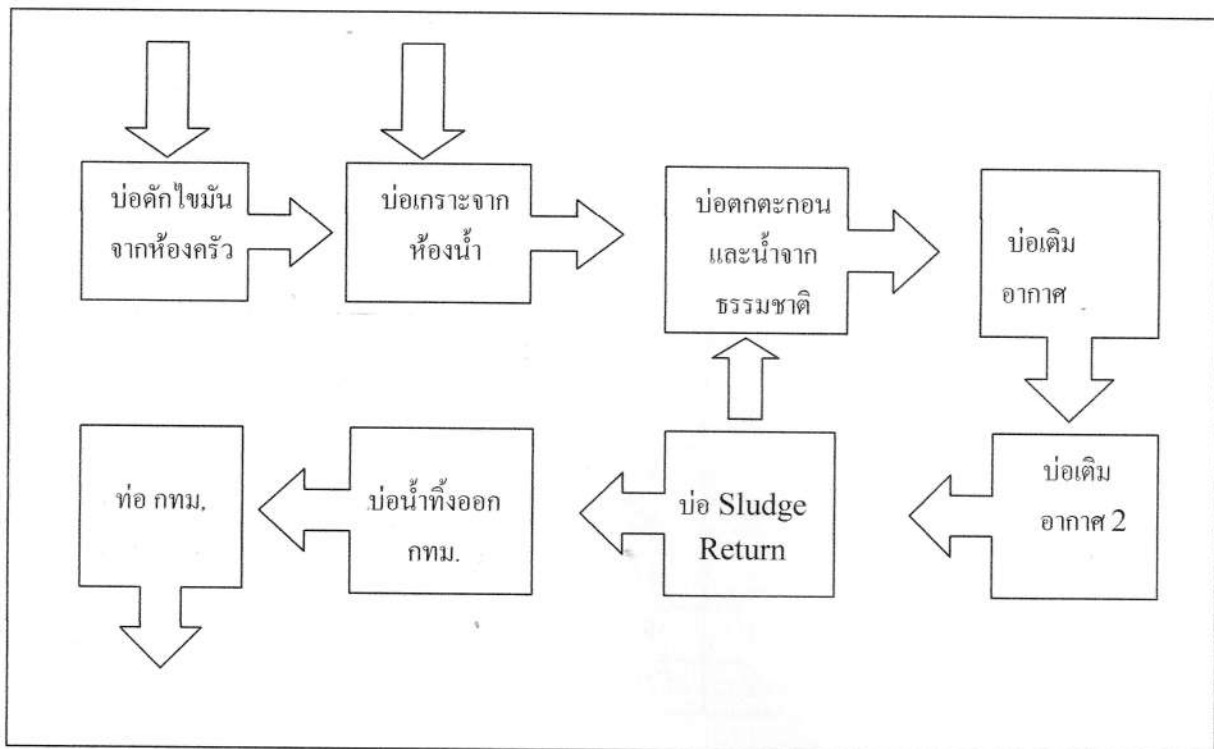 บ่อดักไขมัน
จากห้องครัว
บ่อเกราะจาก
ห้องน้ำ
บ่อตกตะกอน
และน้ำจาก
ธรรมชาติ
บ่อเติม
อากาศ
ท่อ กทม.
บ่อน้ำทิ้งออก
กทม.
บ่อ Sludge
Return
บ่อเติม
อากาศ 2